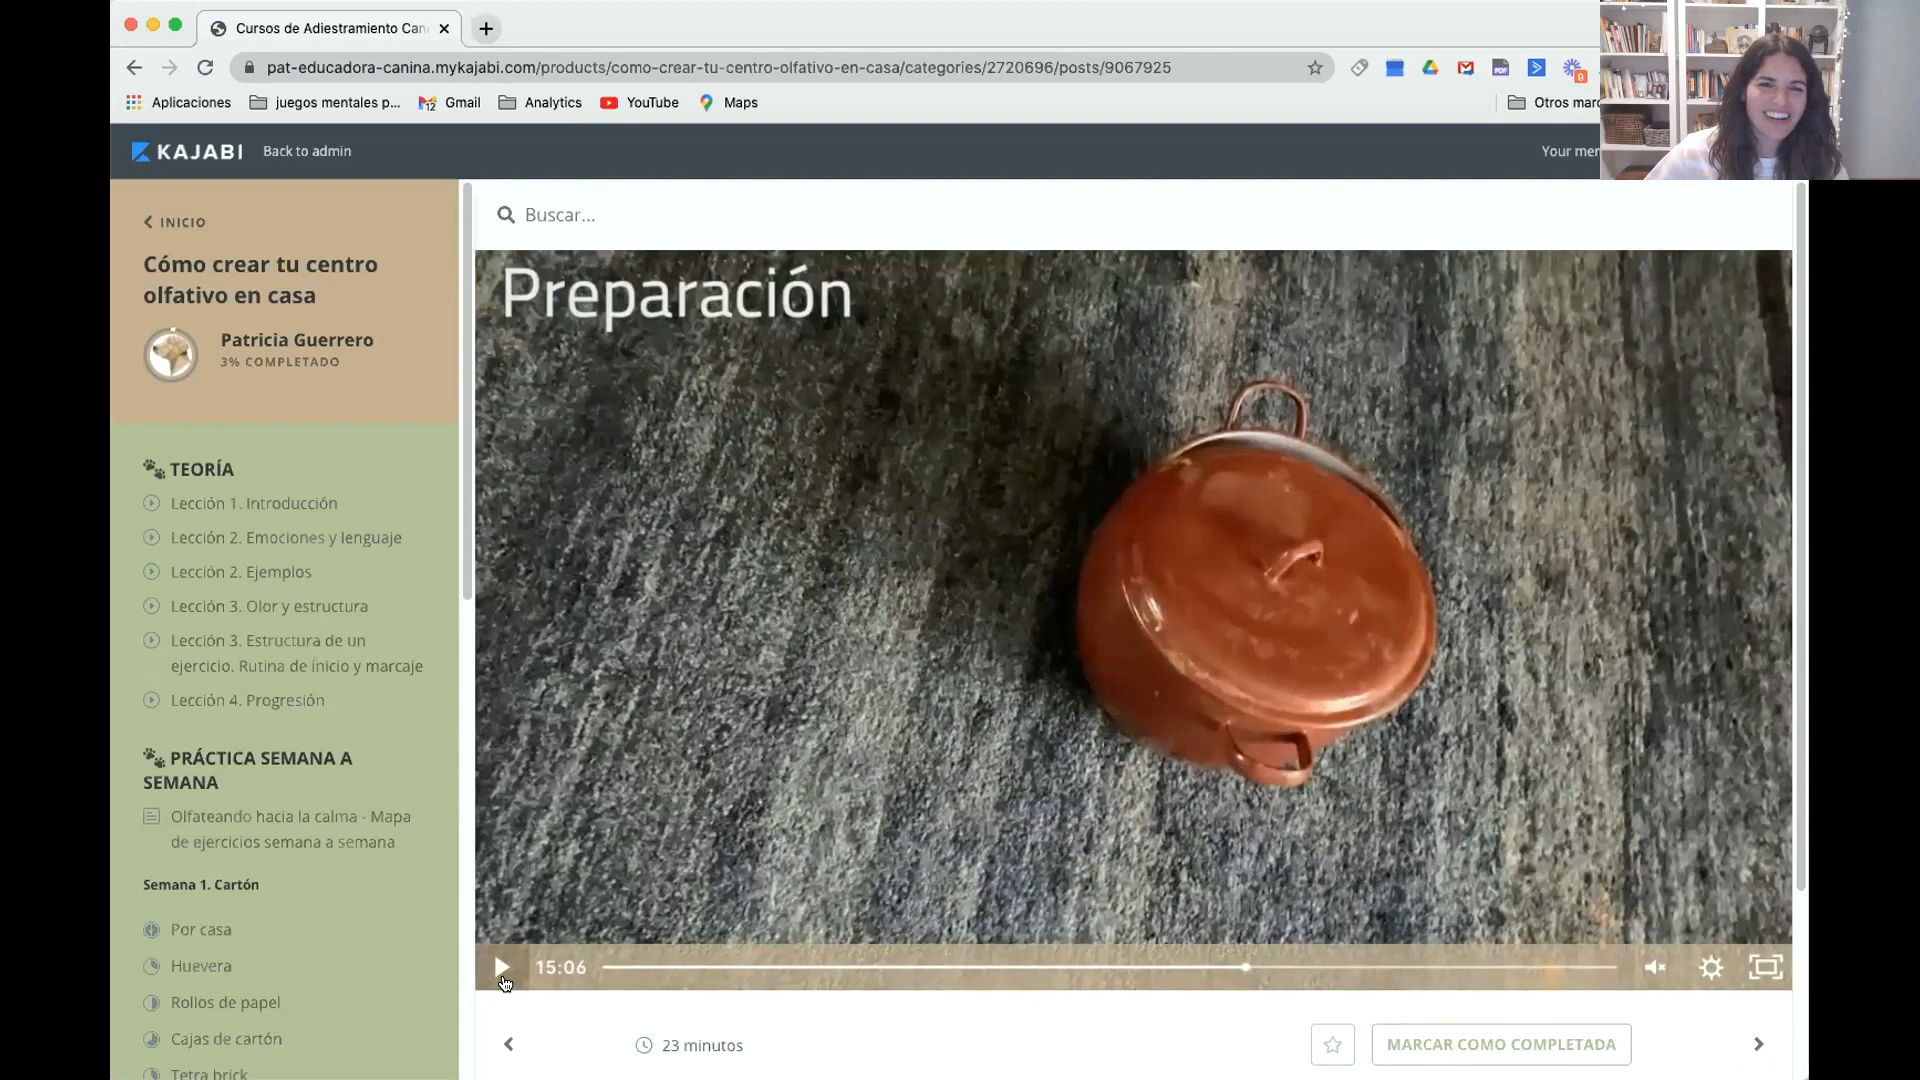 Cursos de Adiestramiento Can
pat-educadora-canina.mykajabi.com/products/como-crear-tu-centro-olfativo-en-casa/categories/2720696/posts/9067925
9
Aplicaciones
juegos mentales p...
12
Gmail
Analytics
YouTube
Maps
Otros marc
KAJABI
Back to admin
Your mem
INICIO
Cómo crear tu centro
olfativo en casa
Patricia Guerrero
3% COMPLETADO
TEORÍA
Lección 1. Introducción
Lección 2. Emociones y lenguaje
Lección 2. Ejemplos
Lección 3. Olor y estructura
Lección 3. Estructura de un
ejercicio. Rutina de inicio y marcaje
Lección 4. Progresión
PRÁCTICA SEMANA A
SEMANA
Olfateando hacia la calma - Mapa
de ejercicios semana a semana
Semana 1. Cartón
Por casa
Huevera
Rollos de papel
Cajas de cartón
Tetra brick
Buscar...
Preparación
15:06
23 minutos
MARCAR COMO COMPLETADA